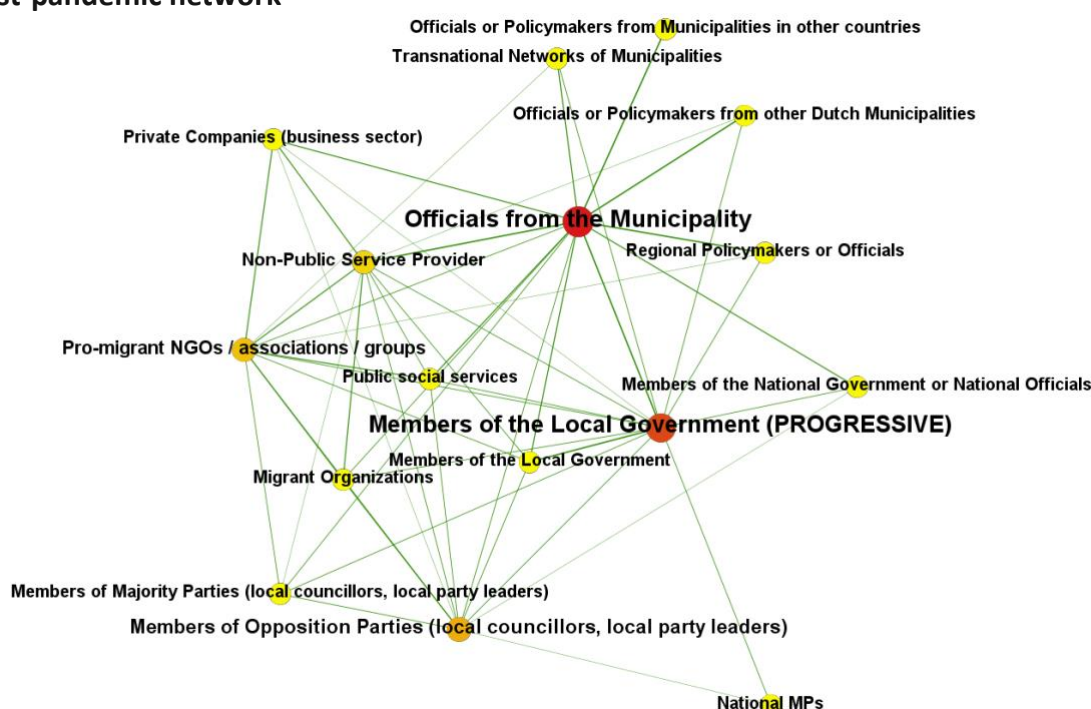 st-pandemic network
Officials or Policymakers from Municipalities in other countries
Transnational Networks of Municipalities
Officials or Policymakers from other Dutch Municipalities
Private Companies (business sector)
Officials from the Municipality
Regional Policymakers or Officials
Non-Public Service Provider
Pro-migrant NGOs / associations / groups
Public social services
Members of the National Government or National Officials
Members of the Local Government (PROGRESSIVE)
Members of the Local Government
Migrant Organizations
Members of Majority Parties (local councillors, local party leaders)
Members of Opposition Parties (local councillors, local party leaders)
National MPs